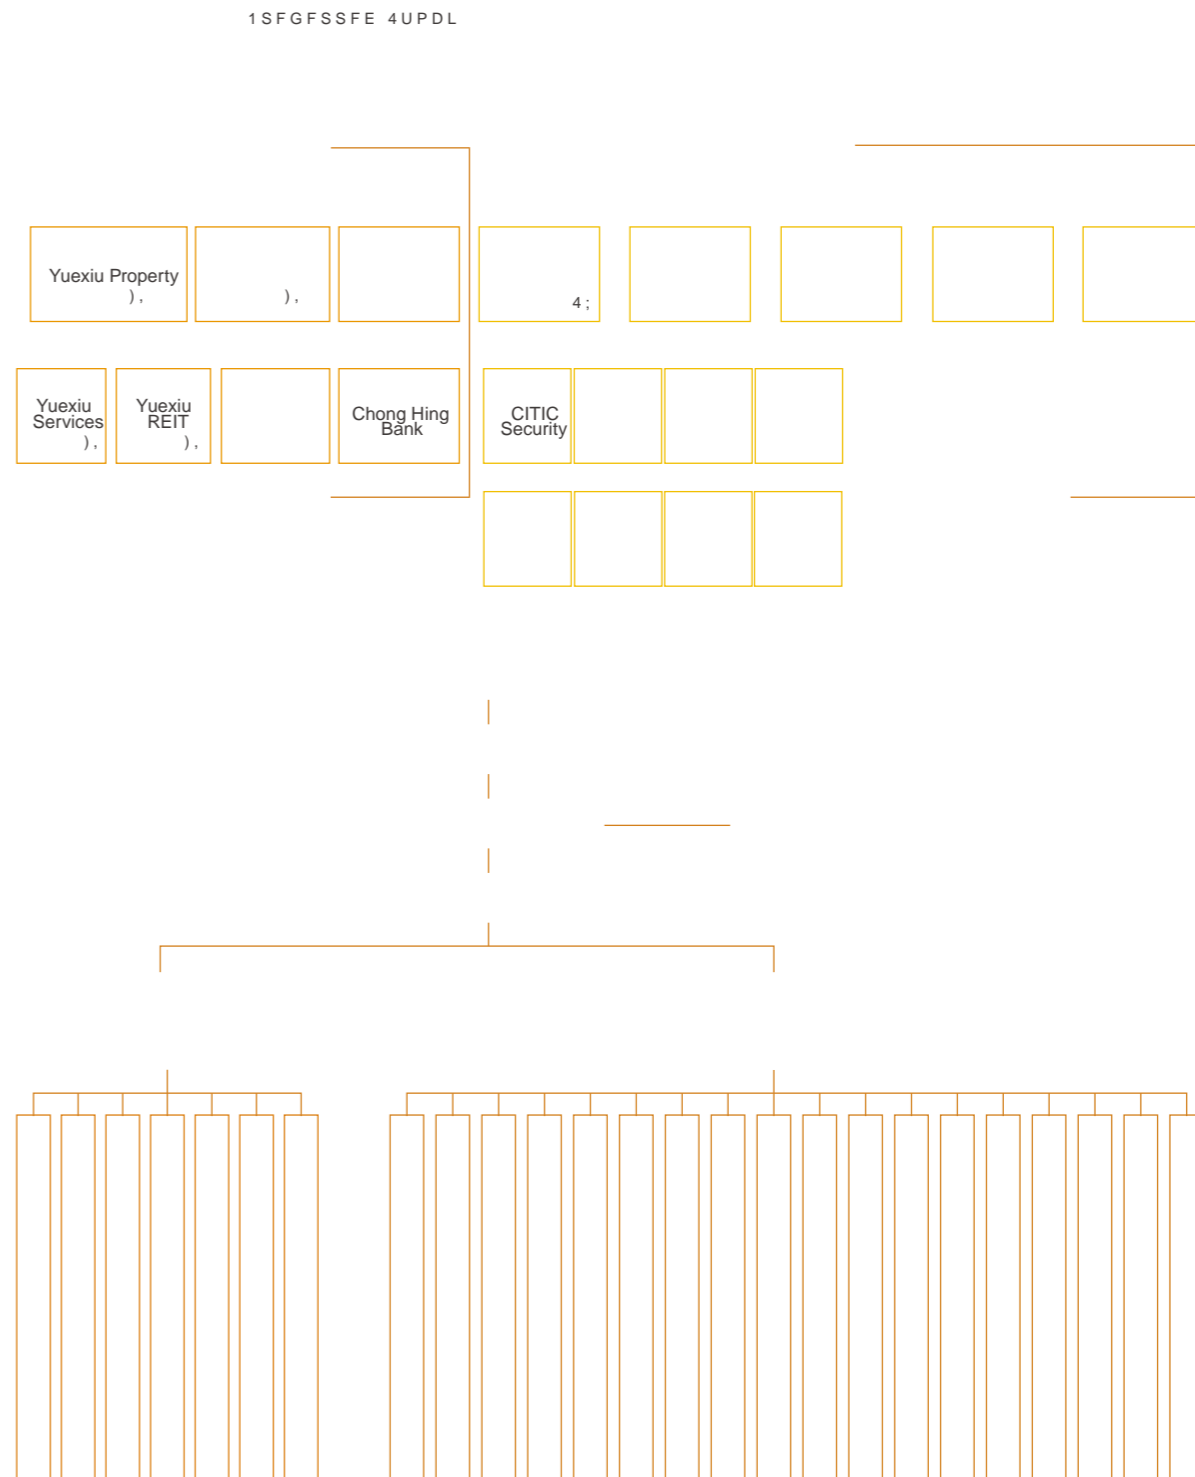 1SFGFSSFE 4UPDL
Yuexiu Property
),
),
4;
Yuexiu
Services
),
Yuexiu
REIT
),
Chong Hing
Bank
CITIC
Security